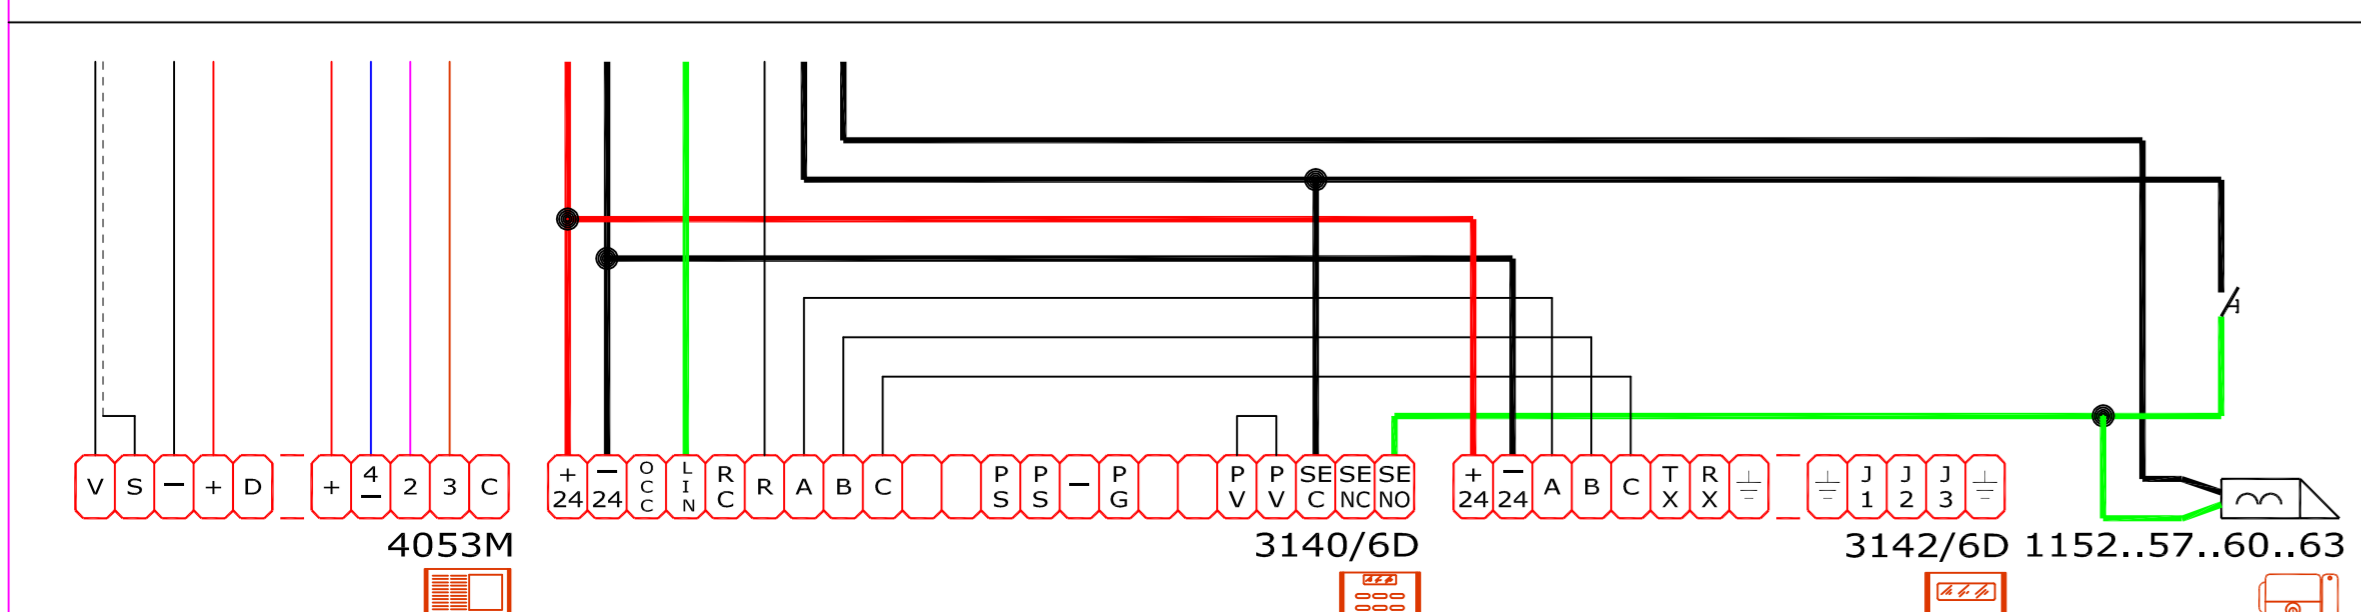 A
V S − + D + 4− 2 3 C +24 −24 OCC LIN RC R A B C PS PS − PG PV PV SEC SENC SENO +24 −24 A B C TX RX J1 J2 J3
4053M 3140/6D 3142/6D 1152..57..60..63